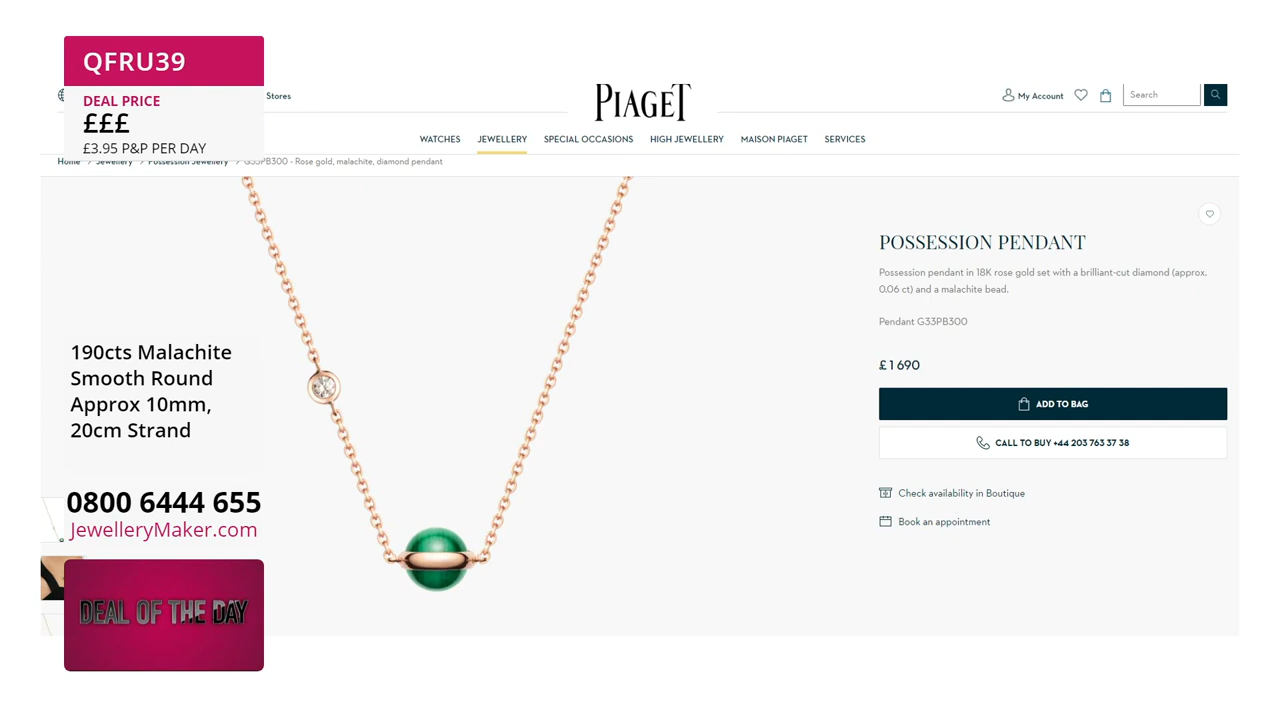 QFRU39
DEAL PRICE
£££
£3.95 P&P PER DAY
Stores
PIAGET
My Account
Search
WATCHES JEWELLERY SPECIAL OCCASIONS HIGH JEWELLERY MAISON PIAGET SERVICES
Home / Jewellery / Possession Jewellery / G33PB300 - Rose gold, malachite, diamond pendant
POSSESSION PENDANT
Possession pendant in 18K rose gold set with a brilliant-cut diamond (approx.
0.06 ct) and a malachite bead.
Pendant G33PB300
£1 690
ADD TO BAG
CALL TO BUY +44 203 763 37 38
Check availability in Boutique
Book an appointment
190cts Malachite
Smooth Round
Approx 10mm,
20cm Strand
0800 6444 655
JewelleryMaker.com
DEAL OF THE DAY